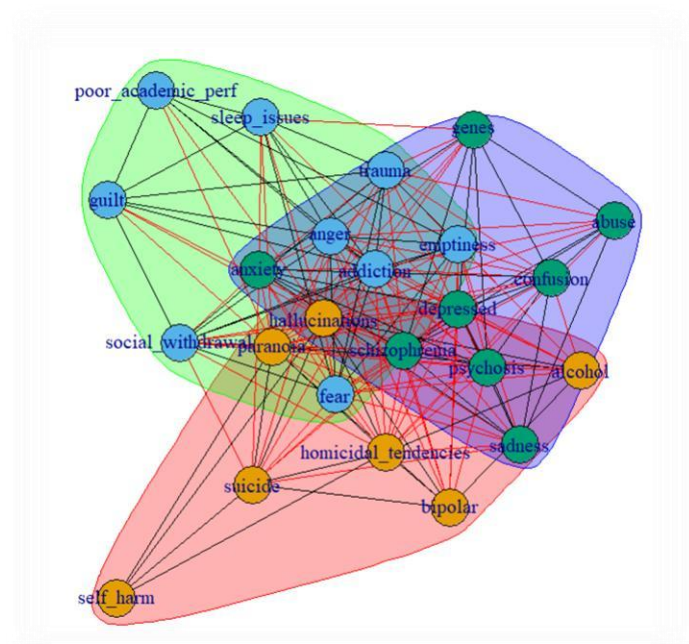 poor_academic_perf
sleep_issues
genes
trauma
guilt
abuse
anger
emptiness
anxiety
addiction
confusion
depressed
hallucinations
social_withdrawal
paranoia
schizophrenia
psychosis
alcohol
fear
sadness
homicidal_tendencies
suicide
bipolar
self_harm